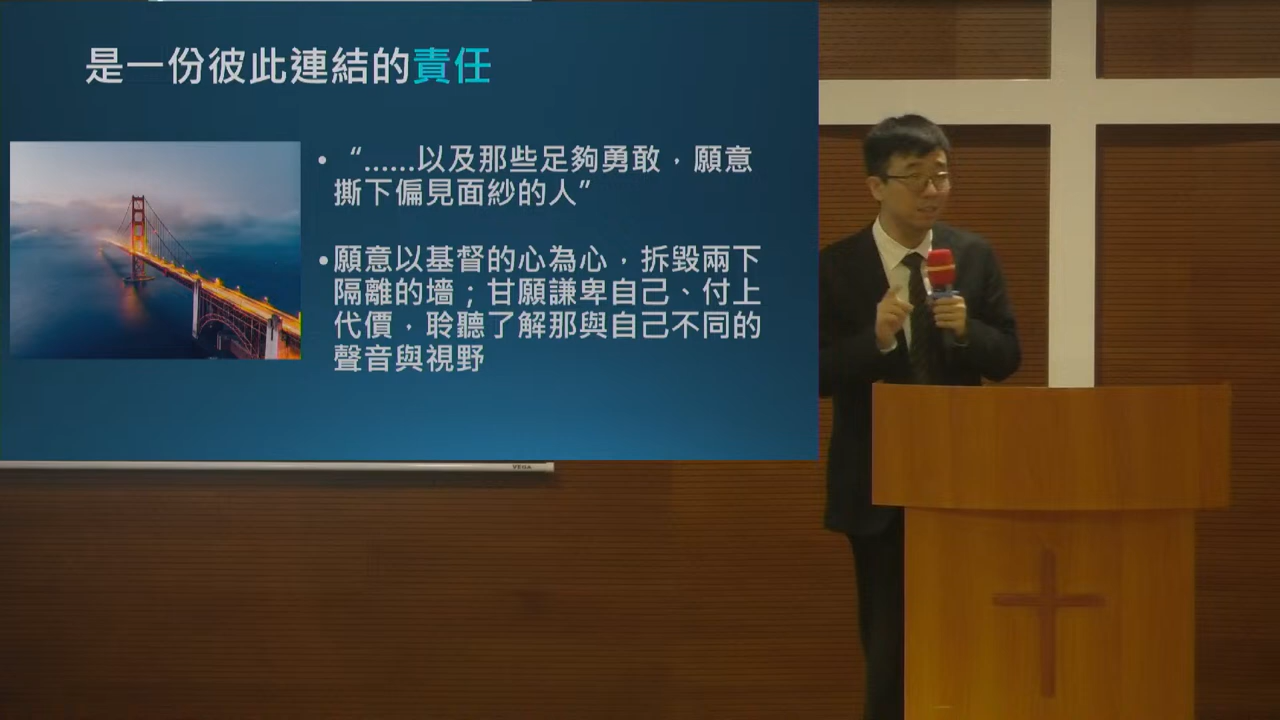 是一份彼此連結的責任
• “……以及那些足夠勇敢，願意
撕下偏見面紗的人”
•願意以基督的心為心，拆毀兩下
隔離的墻；甘願謙卑自己、付上
代價，聆聽了解那與自己不同的
聲音與視野
VEHA